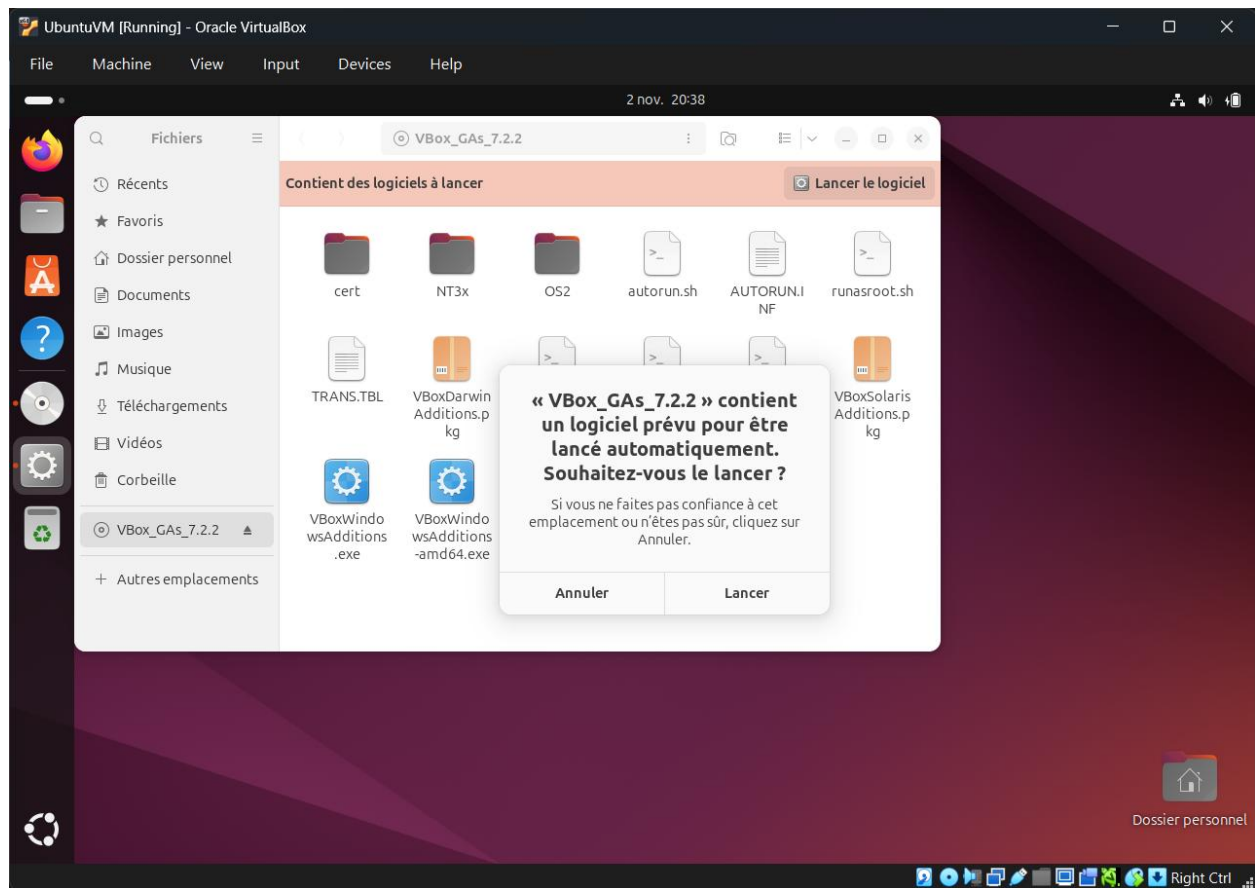 UbuntuVM [Running] - Oracle VirtualBox
File Machine View Input Devices Help
2 nov. 20:38
Fichiers
VBox_GAs_7.2.2
Récents
Favoris
Dossier personnel
Documents
Images
Musique
Téléchargements
Vidéos
Corbeille
VBox_GAs_7.2.2
+ Autres emplacements
Contient des logiciels à lancer
Lancer le logiciel
cert
NT3x
OS2
autorun.sh
AUTORUN.I
NF
runasroot.sh
TRANS.TBL
VBoxDarwin
Additions.p
kg
VBoxSolaris
Additions.p
kg
VBoxWindo
wsAdditions
.exe
VBoxWindo
wsAdditions
-amd64.exe
« VBox_GAs_7.2.2 » contient
un logiciel prévu pour être
lancé automatiquement.
Souhaitez-vous le lancer ?
Si vous ne faites pas confiance à cet
emplacement ou n'êtes pas sûr, cliquez sur
Annuler.
Annuler
Lancer
Dossier personnel
Right Ctrl